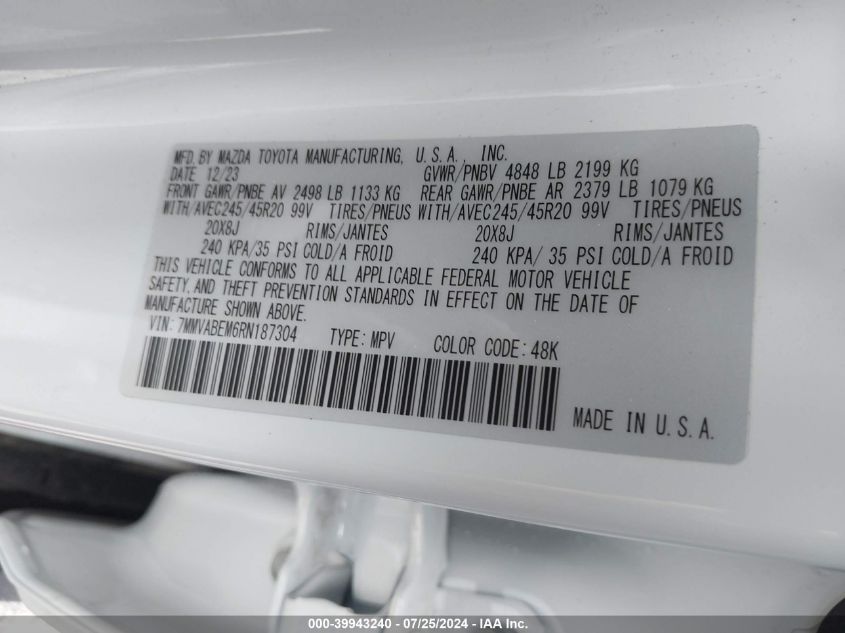 MFD. BY MAZDA TOYOTA MANUFACTURING, U.S.A., INC.
DATE 12/23 GVWR/PNBV 4848 LB 2199 KG
FRONT GAWR/PNBE AV 2498 LB 1133 KG REAR GAWR/PNBE AR 2379 LB 1079 KG
WITH/AVEC245/45R20 99V TIRES/PNEUS WITH/AVEC245/45R20 99V TIRES/PNEUS
20X8J RIMS/JANTES 20X8J RIMS/JANTES
240 KPA/35 PSI COLD/A FROID 240 KPA/ 35 PSI COLD/A FROID
THIS VEHICLE CONFORMS TO ALL APPLICABLE FEDERAL MOTOR VEHICLE
SAFETY, AND THEFT PREVENTION STANDARDS IN EFFECT ON THE DATE OF
MANUFACTURE SHOWN ABOVE.
VIN: 7MMVABEM6RN187304 TYPE: MPV COLOR CODE: 48K
MADE IN U.S.A.
000-39943240 - 07/25/2024 - IAA Inc.